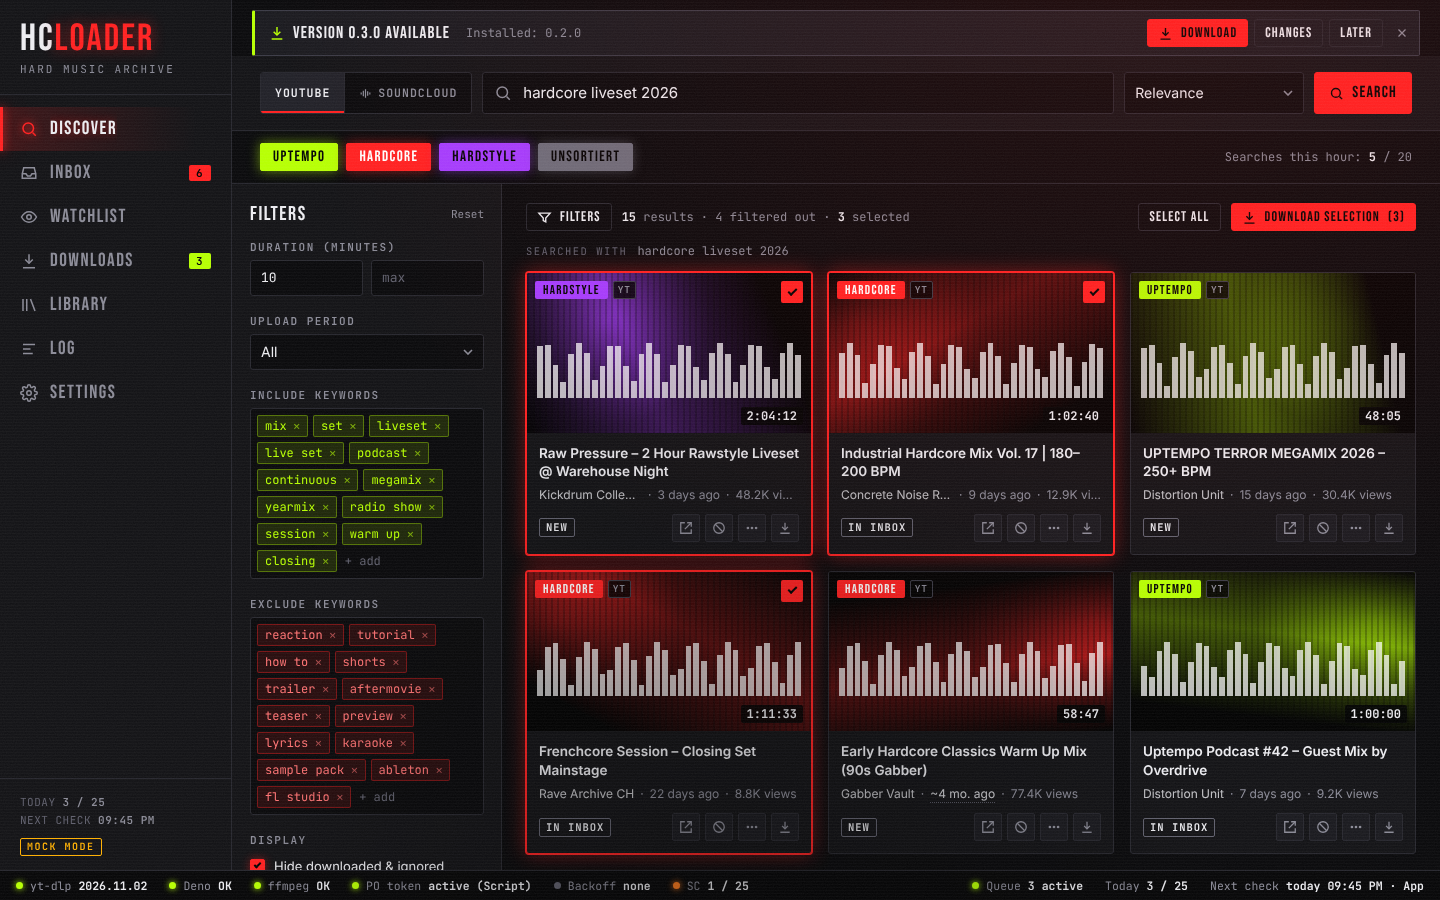 HCLOADER
HARD MUSIC ARCHIVE
DISCOVER
INBOX 6
WATCHLIST
DOWNLOADS 3
LIBRARY
LOG
SETTINGS
TODAY 3 / 25
NEXT CHECK 09:45 PM
MOCK MODE
VERSION 0.3.0 AVAILABLE Installed: 0.2.0 DOWNLOAD CHANGES LATER ×
YOUTUBE SOUNDCLOUD hardcore liveset 2026 Relevance SEARCH
UPTEMPO HARDCORE HARDSTYLE UNSORTIERT Searches this hour: 5 / 20
FILTERS Reset
DURATION (MINUTES)
10 max
UPLOAD PERIOD
All
INCLUDE KEYWORDS
mix × set × liveset ×
live set × podcast ×
continuous × megamix ×
yearmix × radio show ×
session × warm up ×
closing × + add
EXCLUDE KEYWORDS
reaction × tutorial ×
how to × shorts ×
trailer × aftermovie ×
teaser × preview ×
lyrics × karaoke ×
sample pack × ableton ×
fl studio × + add
DISPLAY
Hide downloaded & ignored
FILTERS 15 results · 4 filtered out · 3 selected SELECT ALL DOWNLOAD SELECTION (3)
SEARCHED WITH hardcore liveset 2026
HARDSTYLE YT
2:04:12
Raw Pressure – 2 Hour Rawstyle Liveset
@ Warehouse Night
Kickdrum Colle... · 3 days ago · 48.2K vi...
NEW
HARDCORE YT
1:02:40
Industrial Hardcore Mix Vol. 17 | 180–
200 BPM
Concrete Noise R... · 9 days ago · 12.9K vi...
IN INBOX
UPTEMPO YT
48:05
UPTEMPO TERROR MEGAMIX 2026 –
250+ BPM
Distortion Unit · 15 days ago · 30.4K views
NEW
HARDCORE YT
1:11:33
Frenchcore Session – Closing Set
Mainstage
Rave Archive CH · 22 days ago · 8.8K views
IN INBOX
HARDCORE YT
58:47
Early Hardcore Classics Warm Up Mix
(90s Gabber)
Gabber Vault · ~4 mo. ago · 77.4K views
NEW
UPTEMPO YT
1:00:00
Uptempo Podcast #42 – Guest Mix by
Overdrive
Distortion Unit · 7 days ago · 9.2K views
IN INBOX
yt-dlp 2026.11.02 Deno OK ffmpeg OK PO token active (Script) Backoff none SC 1 / 25 Queue 3 active Today 3 / 25 Next check today 09:45 PM · App